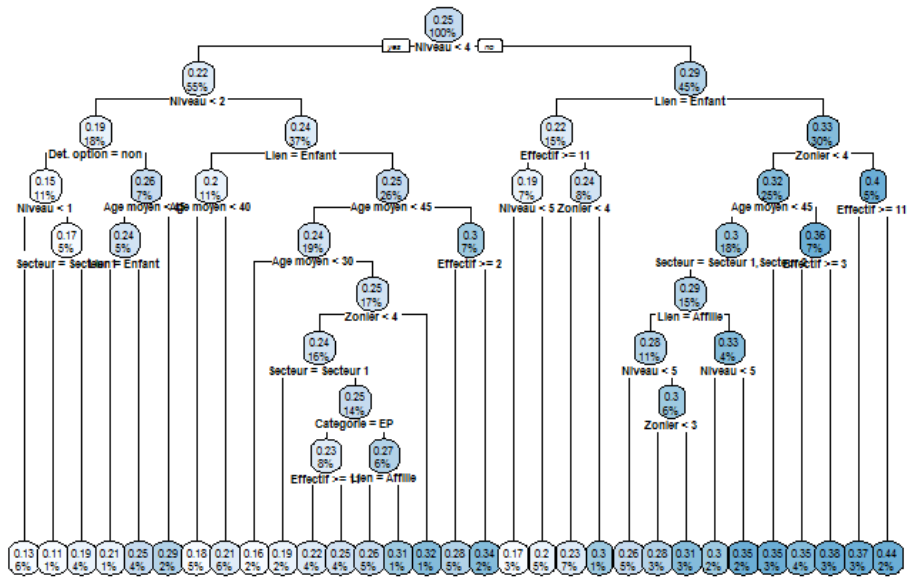 0.25
100%
yes Niveau < 4 no
0.22
55%
Niveau < 2
0.29
45%
Lien = Enfant
0.19
18%
Det. option = non
0.24
37%
Lien = Enfant
0.22
15%
Effectif >= 11
0.33
30%
Zonier < 4
0.15
11%
Niveau < 1
0.26
7%
Age moyen < 45
0.2
11%
Age moyen < 40
0.25
26%
Age moyen < 45
0.19
7%
Niveau < 5
0.24
8%
Zonier < 4
0.32
25%
Age moyen < 45
0.4
5%
Effectif >= 11
0.17
5%
Secteur = Secteur 1
0.24
5%
Lien = Enfant
0.24
19%
Age moyen < 30
0.3
7%
Effectif >= 2
0.3
18%
Secteur = Secteur 1,Secteur 2
0.36
7%
Effectif >= 3
0.25
17%
Zonier < 4
0.29
15%
Lien = Affilie
0.24
16%
Secteur = Secteur 1
0.28
11%
Niveau < 5
0.33
4%
Niveau < 5
0.25
14%
Categorie = EP
0.3
6%
Zonier < 3
0.23
8%
Effectif >= 11
0.27
6%
Lien = Affilie
0.13 0.11 0.19 0.21 0.25 0.29 0.18 0.21 0.16 0.19 0.22 0.25 0.26 0.31 0.32 0.28 0.34 0.17 0.2 0.23 0.3 0.26 0.28 0.31 0.3 0.35 0.35 0.35 0.38 0.37 0.44
6% 1% 4% 1% 4% 2% 5% 6% 2% 2% 4% 4% 5% 1% 1% 5% 2% 3% 5% 7% 1% 5% 3% 3% 2% 2% 3% 4% 3% 3% 2%